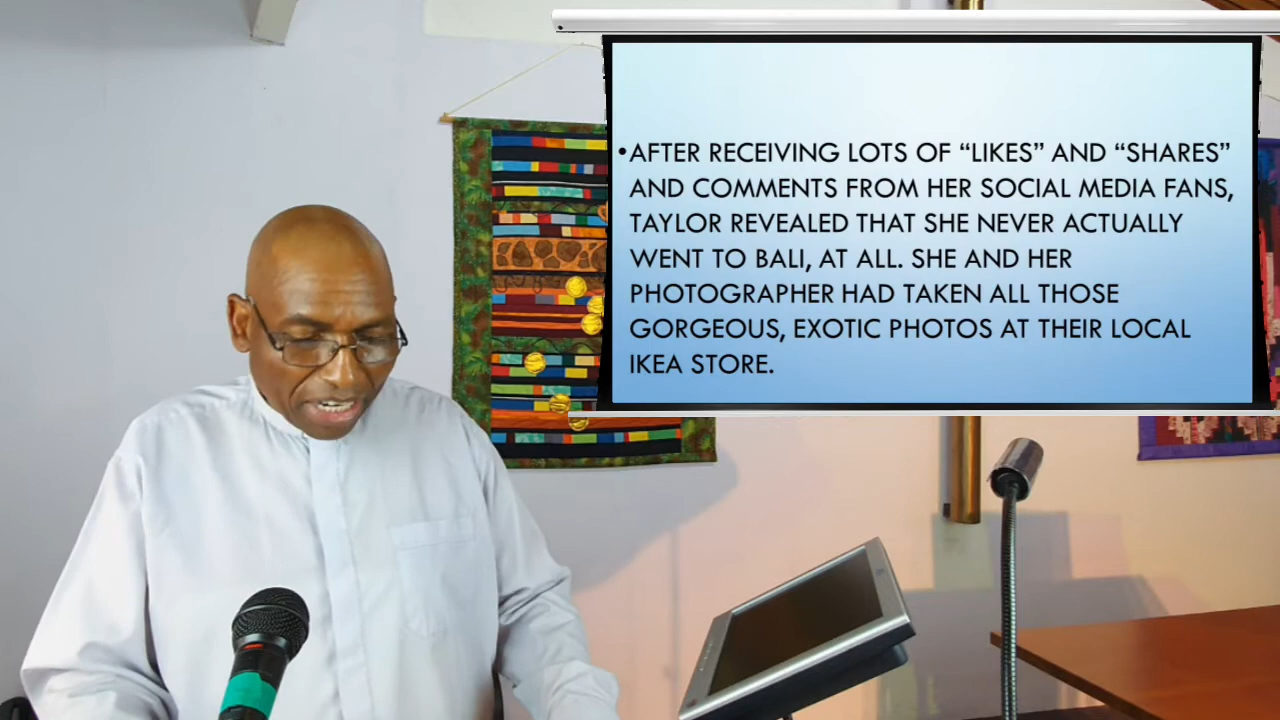 •AFTER RECEIVING LOTS OF “LIKES” AND “SHARES”
AND COMMENTS FROM HER SOCIAL MEDIA FANS,
TAYLOR REVEALED THAT SHE NEVER ACTUALLY
WENT TO BALI, AT ALL. SHE AND HER
PHOTOGRAPHER HAD TAKEN ALL THOSE
GORGEOUS, EXOTIC PHOTOS AT THEIR LOCAL
IKEA STORE.